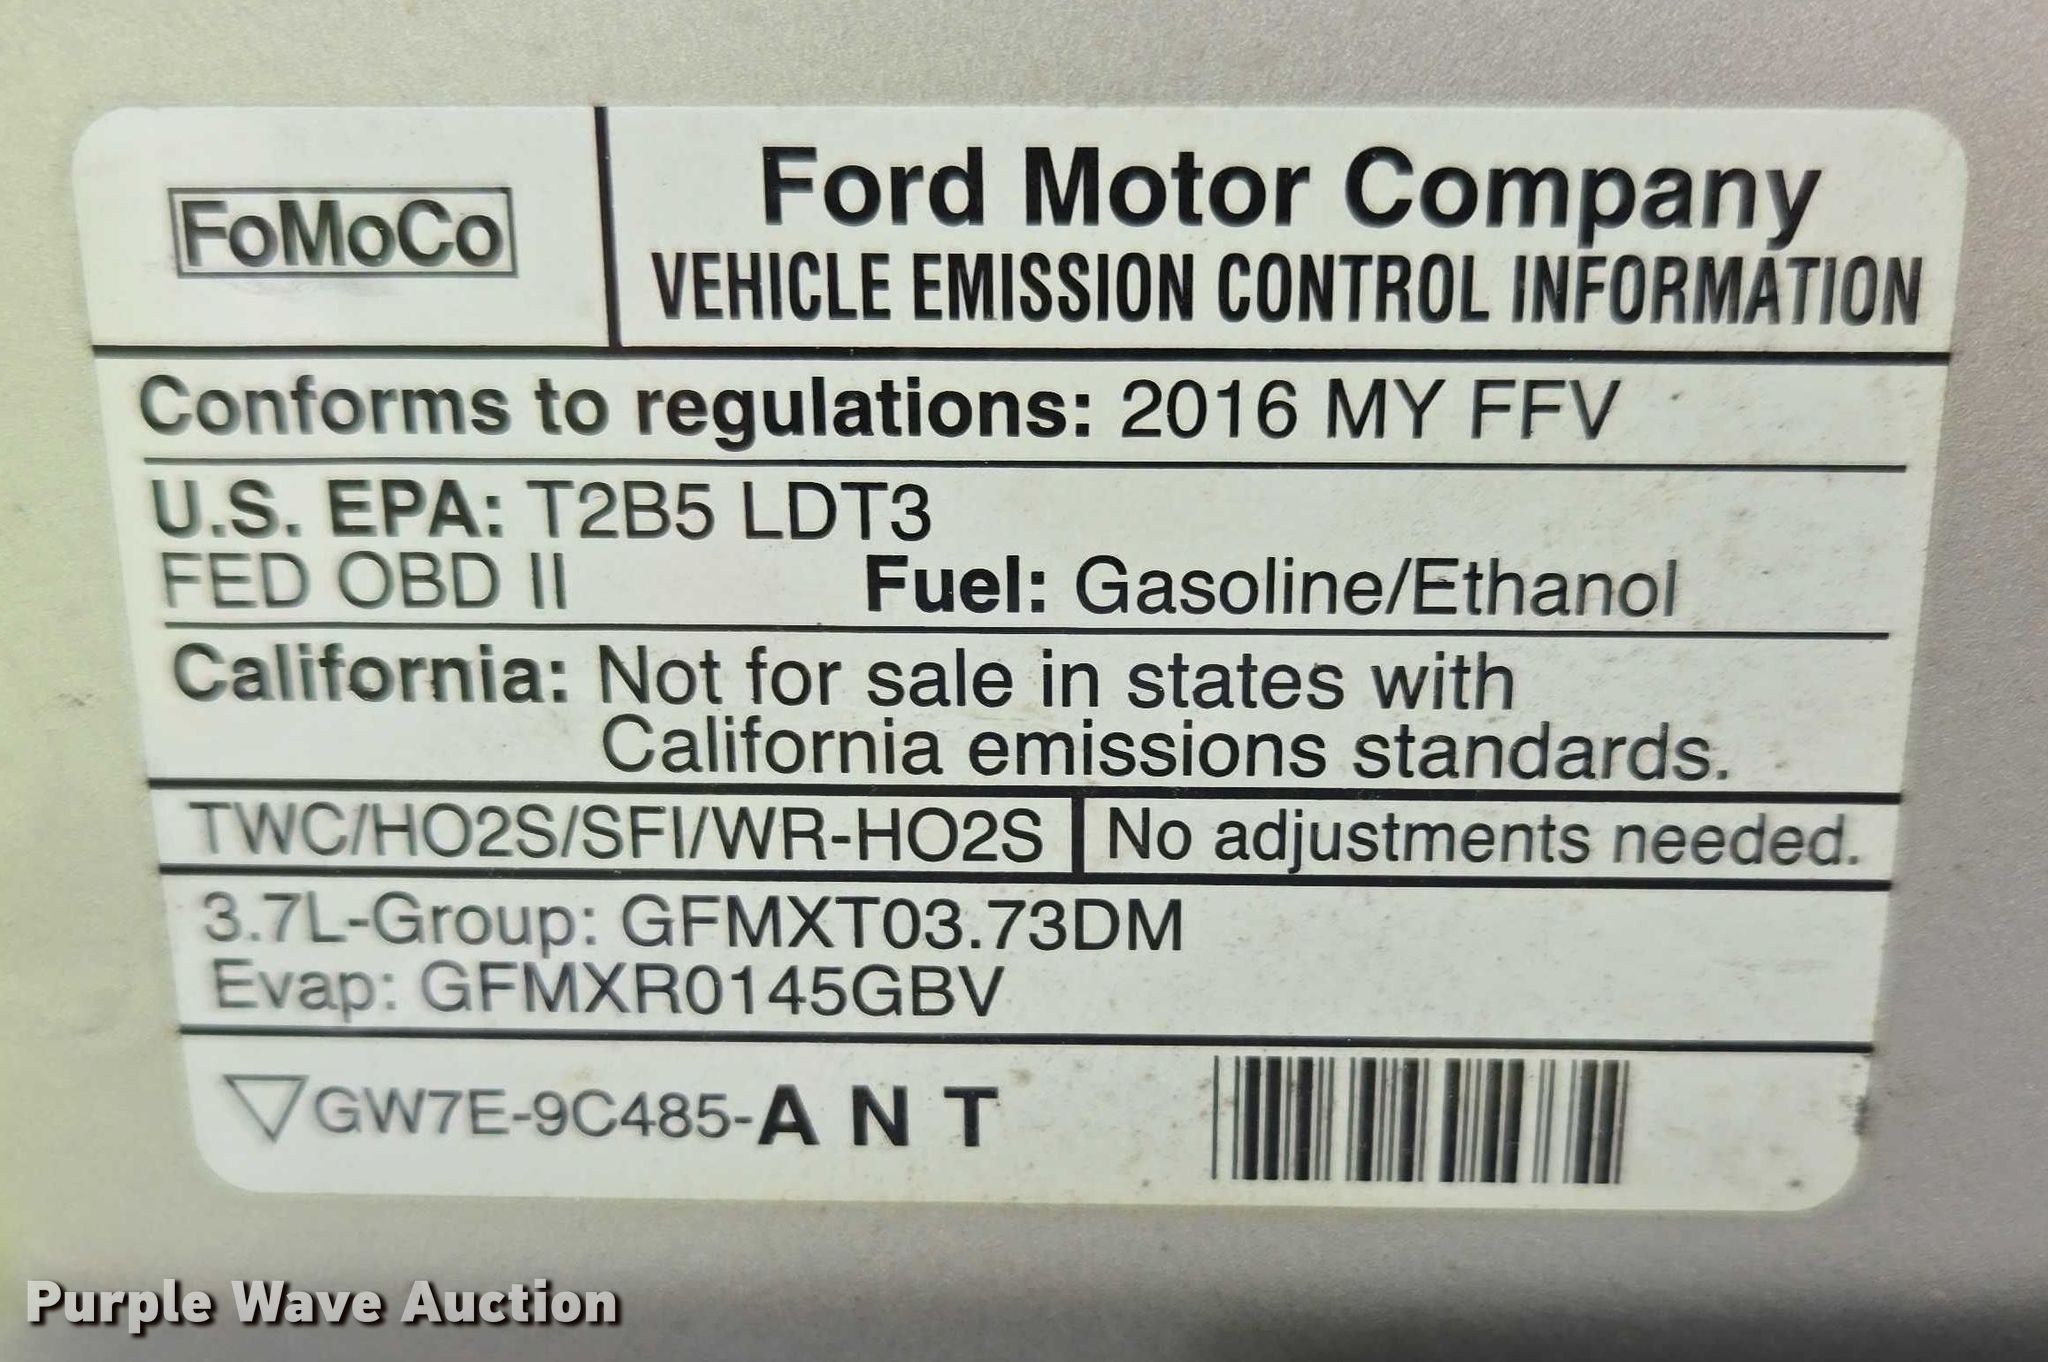 FoMoCo
Ford Motor Company
VEHICLE EMISSION CONTROL INFORMATION
Conforms to regulations: 2016 MY FFV
U.S. EPA: T2B5 LDT3
FED OBD II Fuel: Gasoline/Ethanol
California: Not for sale in states with
California emissions standards.
TWC/HO2S/SFI/WR-HO2S No adjustments needed.
3.7L-Group: GFMXT03.73DM
Evap: GFMXR0145GBV
GW7E-9C485-A N T
Purple Wave Auction